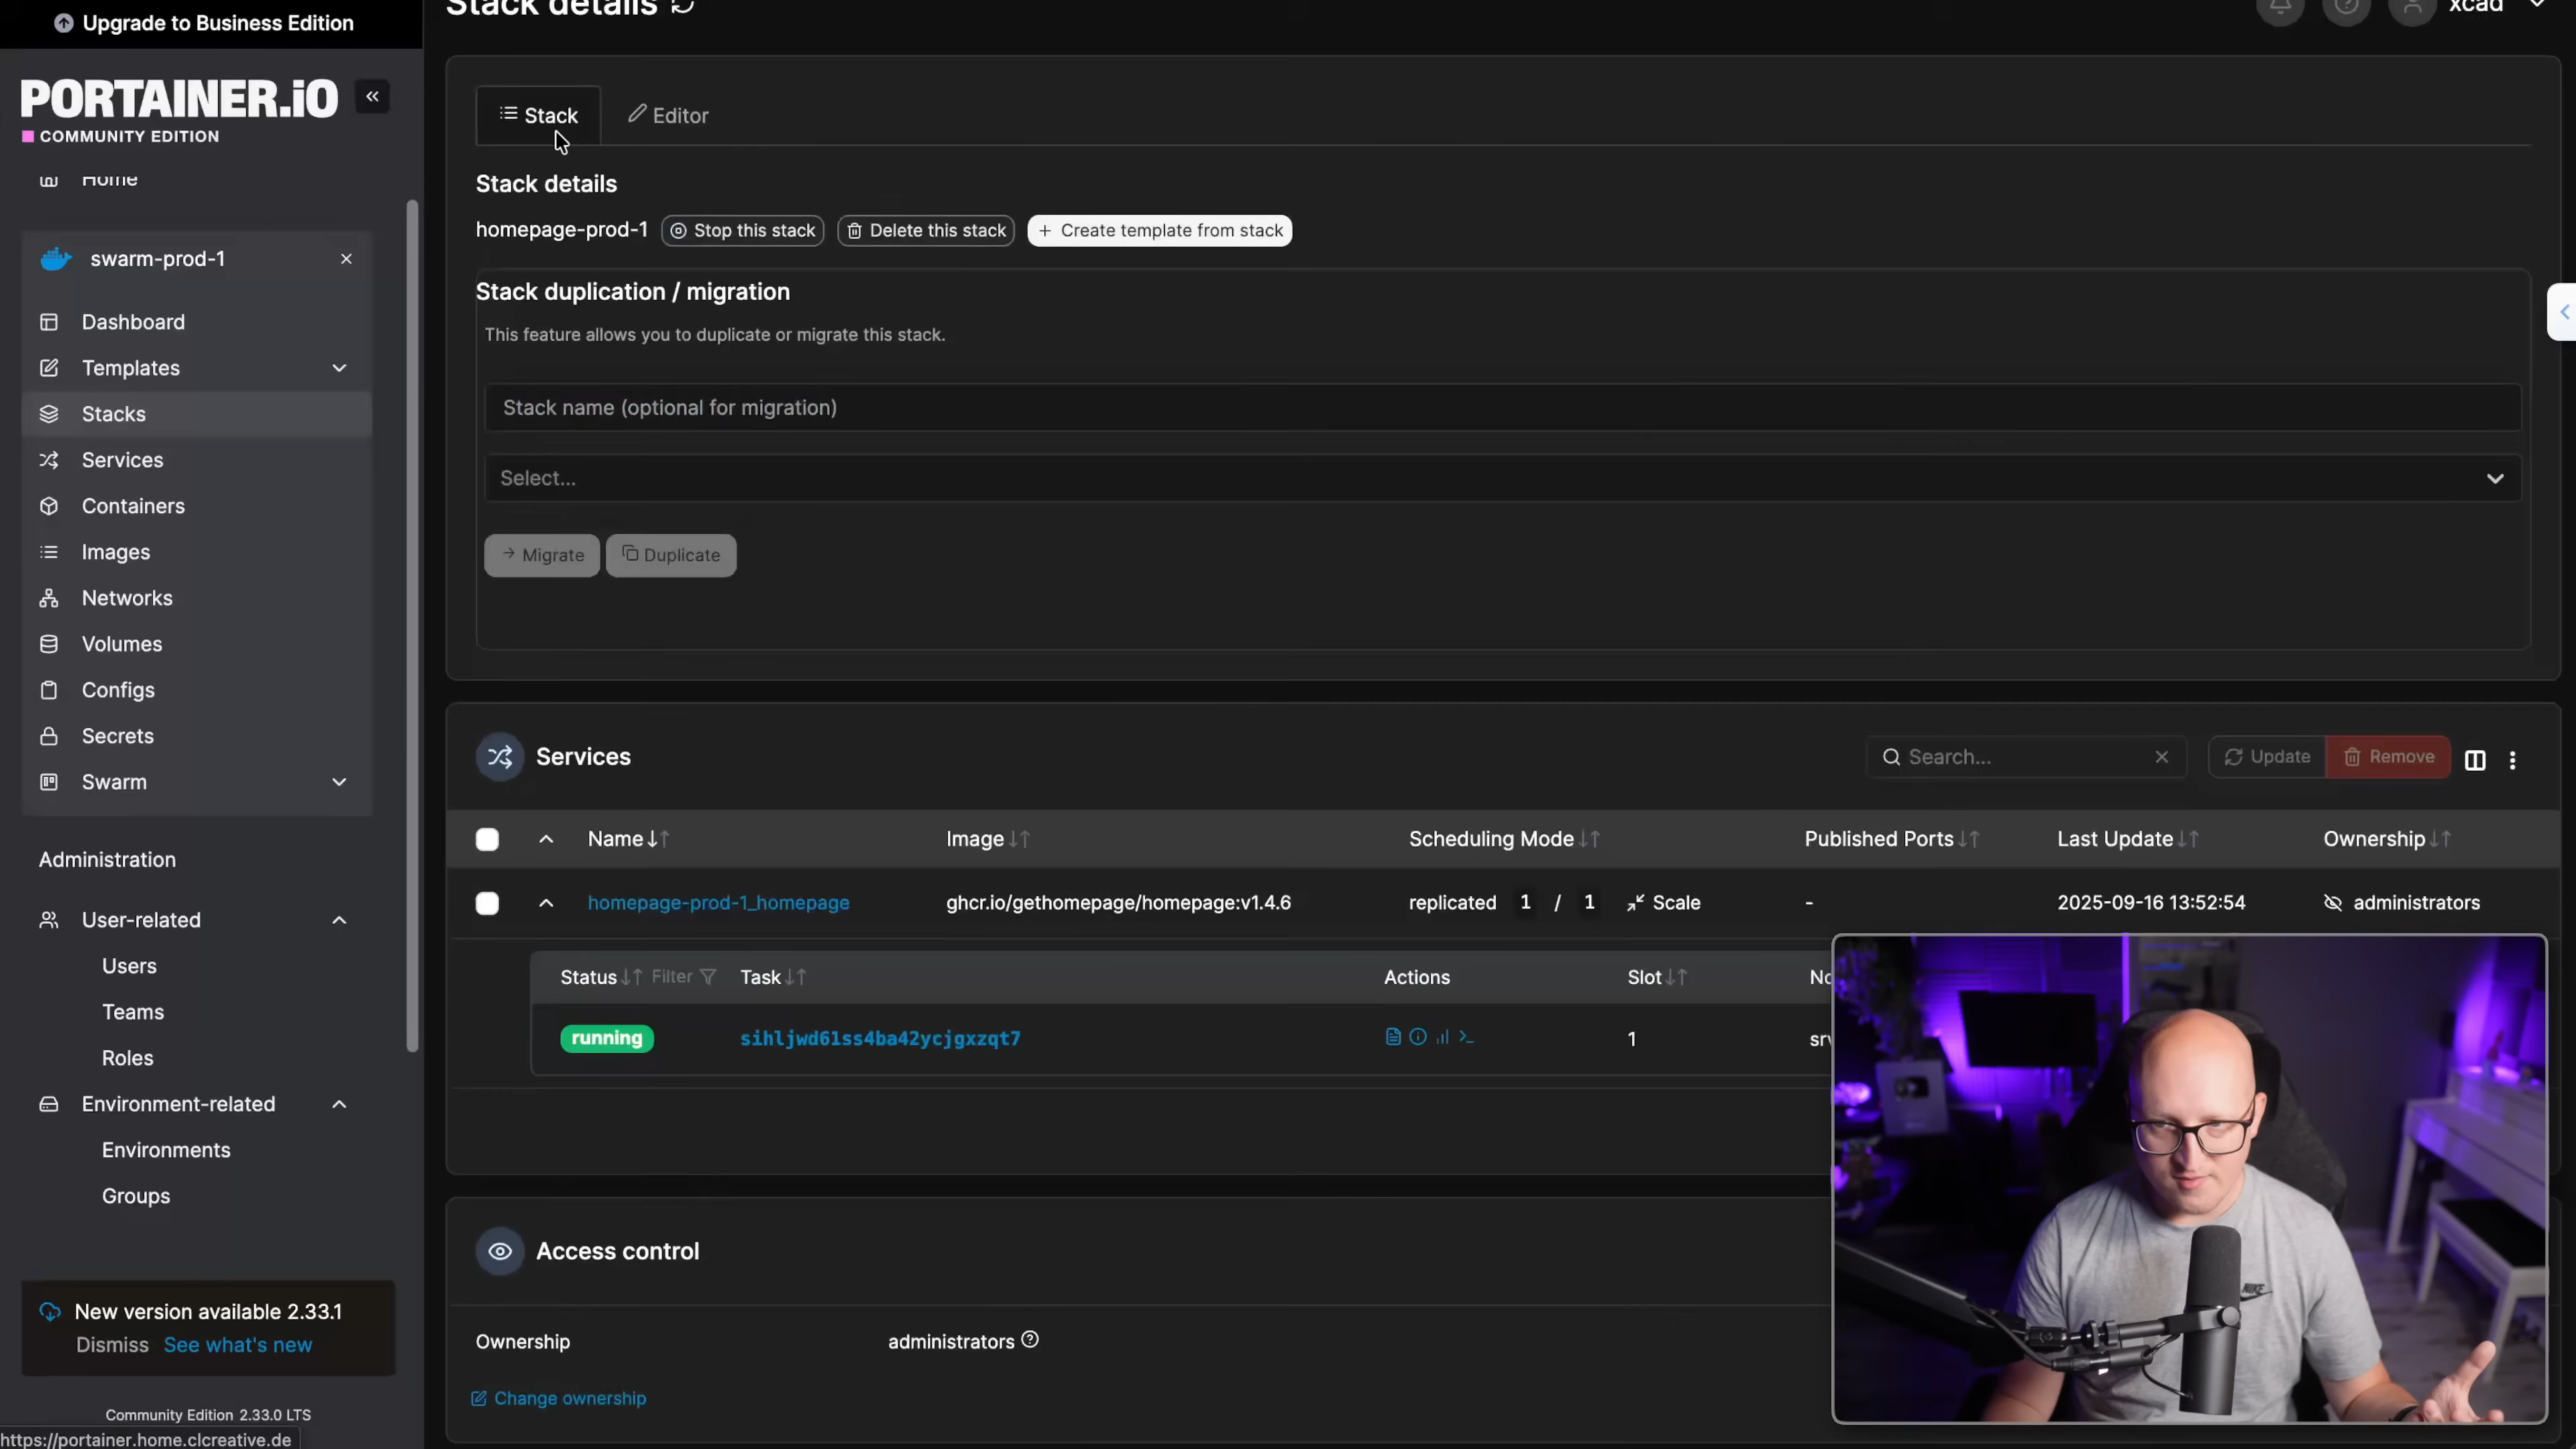 Upgrade to Business Edition
Stack details
xcad
PORTAINER.iO
COMMUNITY EDITION
Home
swarm-prod-1
Dashboard
Templates
Stacks
Services
Containers
Images
Networks
Volumes
Configs
Secrets
Swarm
Administration
User-related
Users
Teams
Roles
Environment-related
Environments
Groups
New version available 2.33.1
Dismiss See what's new
Community Edition 2.33.0 LTS
https://portainer.home.clcreative.de
Stack Editor
Stack details
homepage-prod-1 Stop this stack Delete this stack + Create template from stack
Stack duplication / migration
This feature allows you to duplicate or migrate this stack.
Stack name (optional for migration)
Select...
Migrate Duplicate
Services Search... Update Remove
Name Image Scheduling Mode Published Ports Last Update Ownership
homepage-prod-1_homepage ghcr.io/gethomepage/homepage:v1.4.6 replicated 1 / 1 Scale - 2025-09-16 13:52:54 administrators
Status Filter Task Actions Slot
running sihljwd61ss4ba42ycjgxzqt7 1
Access control
Ownership administrators
Change ownership
NIKE